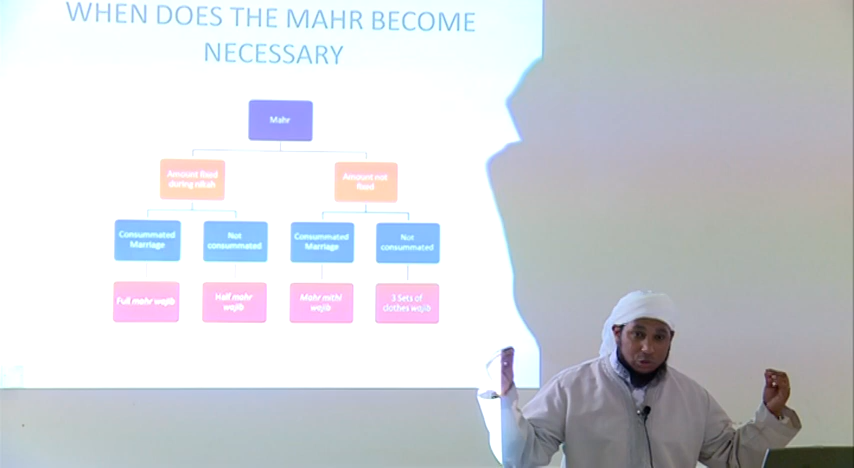 WHEN DOES THE MAHR BECOME
NECESSARY
Mahr
Amount fixed
during nikah
Amount not
fixed
Consummated
Marriage
Not
consummated
Consummated
Marriage
Not
consummated
Full mahr wajib
Half mahr
wajib
Mahr mithl
wajib
3 Sets of
clothes wajib